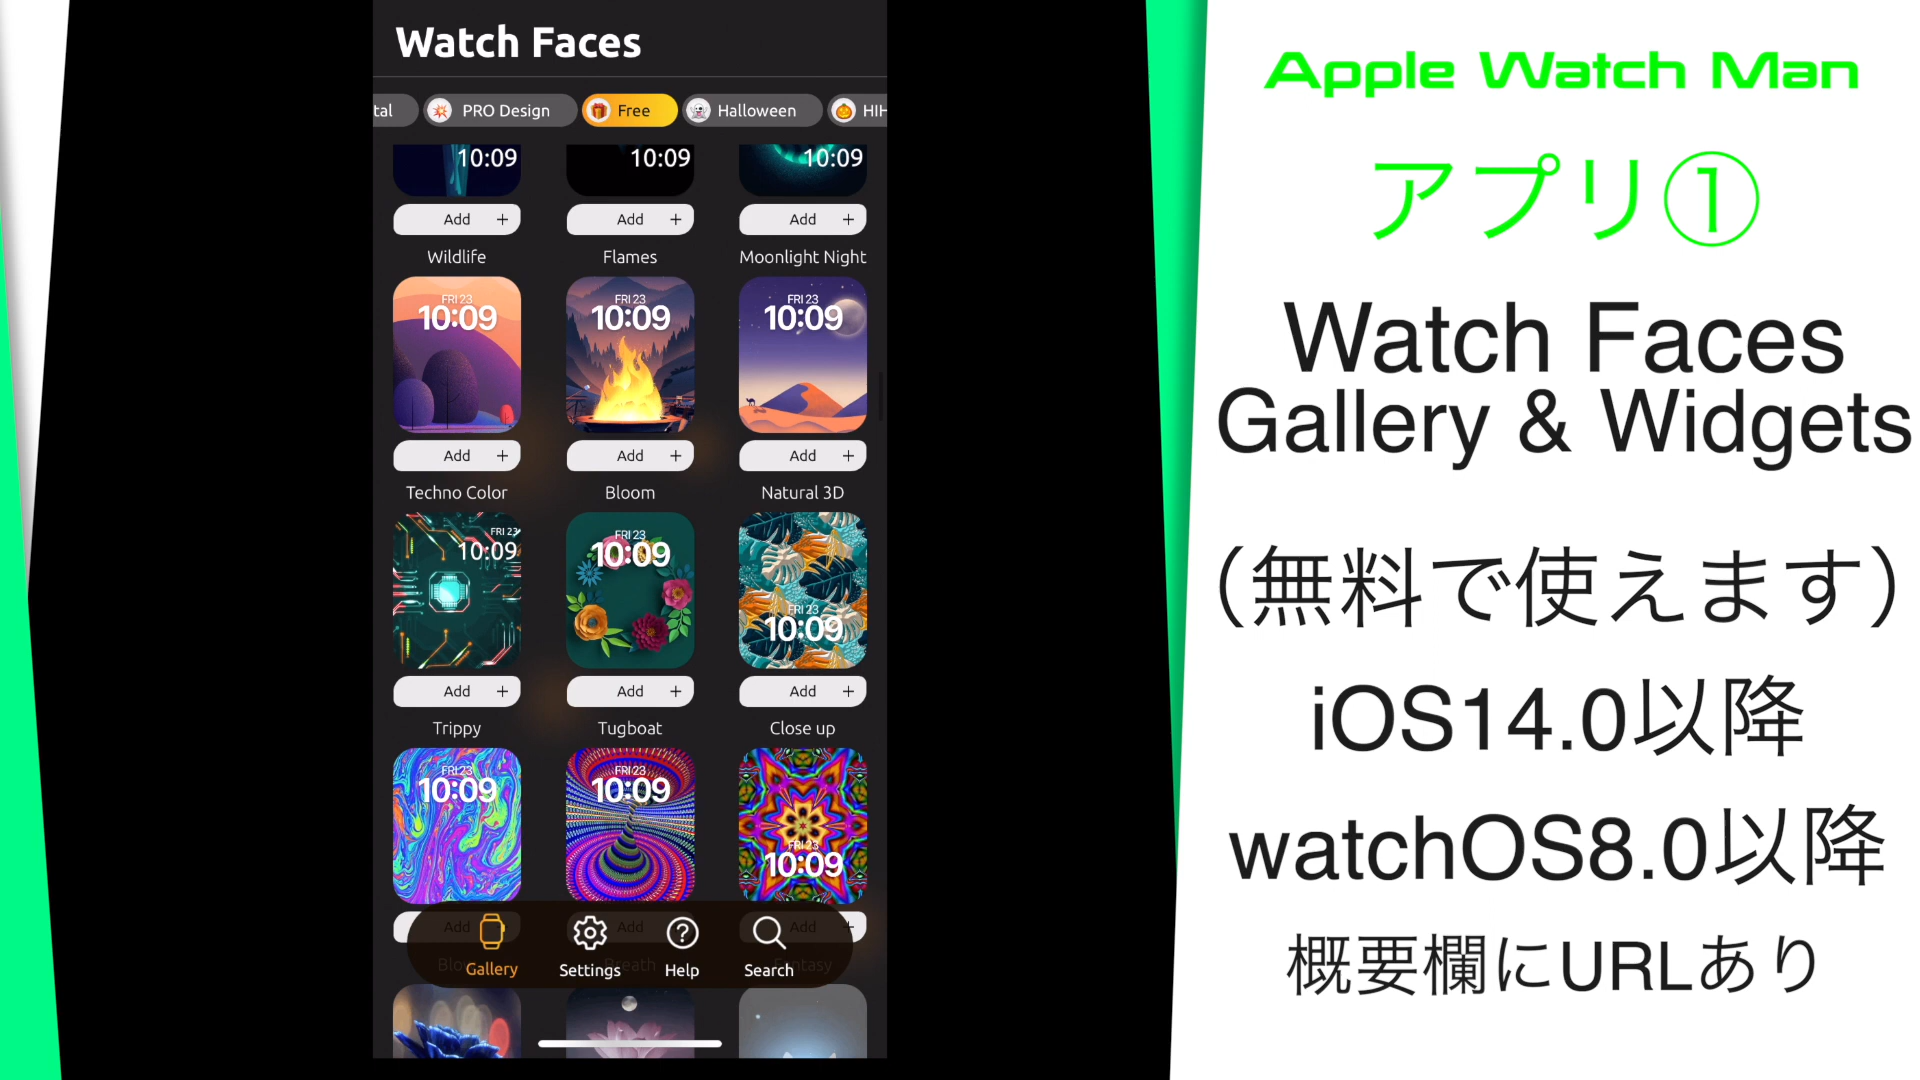 Watch Faces
tal
PRO Design
Free
Halloween
HIH
10:09
10:09
10:09
Add +
Add +
Add +
Wildlife
Flames
Moonlight Night
FRI 23
10:09
FRI 23
10:09
FRI 23
10:09
Add +
Add +
Add +
Techno Color
Bloom
Natural 3D
FRI 23
10:09
FRI 23
10:09
FRI 23
10:09
Add +
Add +
Add +
Trippy
Tugboat
Close up
FRI 23
10:09
FRI 23
10:09
FRI 23
10:09
Add
Add
Add +
Gallery
Settings
Help
Search
Apple Watch Man
アプリ①
Watch Faces
Gallery & Widgets
（無料で使えます）
iOS14.0以降
watchOS8.0以降
概要欄にURLあり